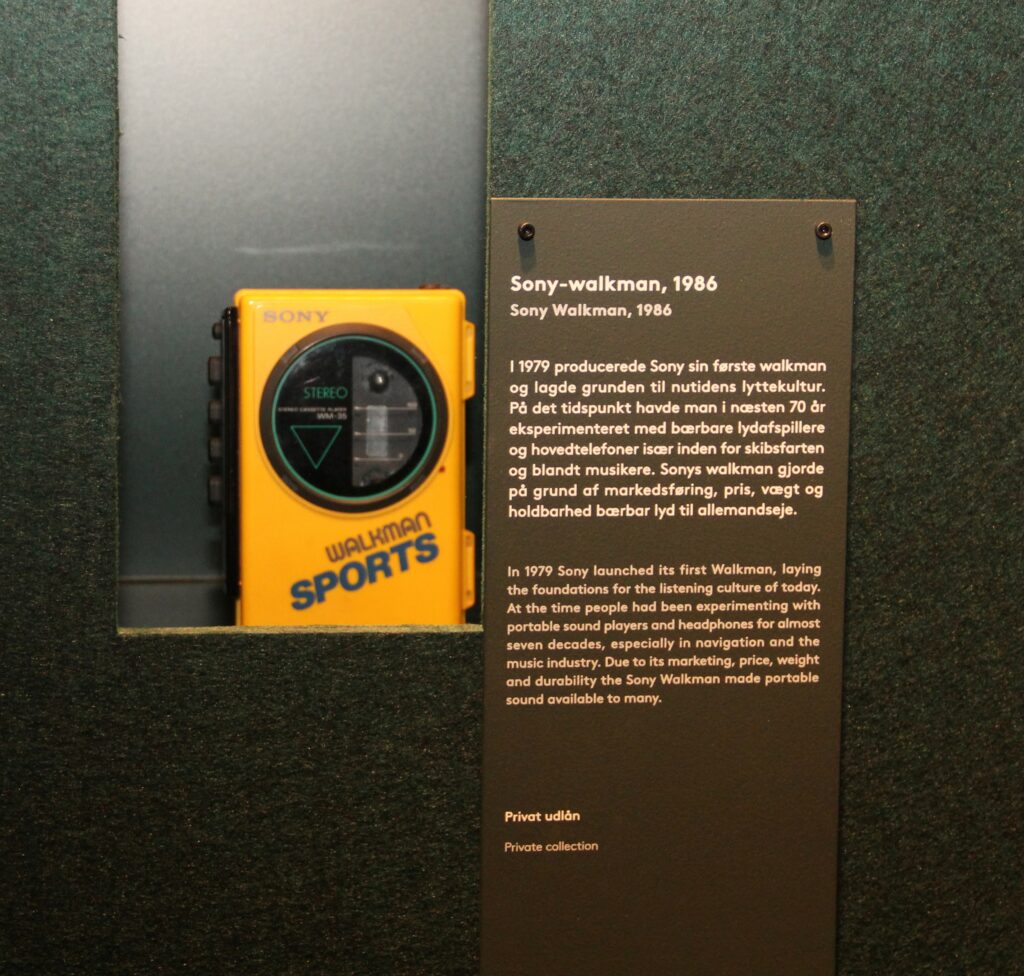 SONY
STEREO
STEREO CASSETTE PLAYER
WM-35
WALKMAN
SPORTS
Sony-walkman, 1986
Sony Walkman, 1986
I 1979 producerede Sony sin første walkman
og lagde grunden til nutidens lyttekultur.
På det tidspunkt havde man i næsten 70 år
eksperimenteret med bærbare lydafspillere
og hovedtelefoner især inden for skibsfarten
og blandt musikere. Sonys walkman gjorde
på grund af markedsføring, pris, vægt og
holdbarhed bærbar lyd til allemandseje.
In 1979 Sony launched its first Walkman, laying
the foundations for the listening culture of today.
At the time people had been experimenting with
portable sound players and headphones for almost
seven decades, especially in navigation and the
music industry. Due to its marketing, price, weight
and durability the Sony Walkman made portable
sound available to many.
Privat udlån
Private collection